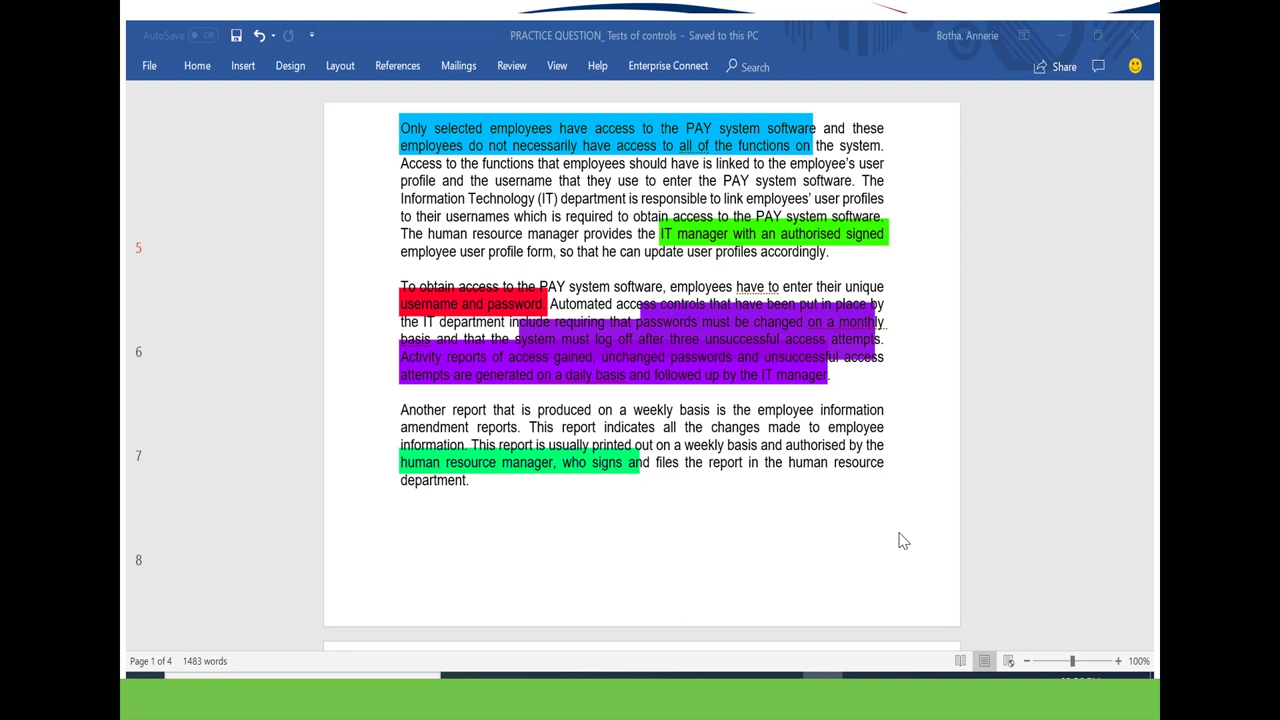 AutoSave Off PRACTICE QUESTION_ Tests of controls - Saved to this PC Botha, Annerie
File Home Insert Design Layout References Mailings Review View Help Enterprise Connect Search Share
Only selected employees have access to the PAY system software and these
employees do not necessarily have access to all of the functions on the system.
Access to the functions that employees should have is linked to the employee's user
profile and the username that they use to enter the PAY system software. The
Information Technology (IT) department is responsible to link employees' user profiles
to their usernames which is required to obtain access to the PAY system software.
The human resource manager provides the IT manager with an authorised signed
5
employee user profile form, so that he can update user profiles accordingly.
To obtain access to the PAY system software, employees have to enter their unique
username and password. Automated access controls that have been put in place by
the IT department include requiring that passwords must be changed on a monthly
basis and that the system must log off after three unsuccessful access attempts.
6
Activity reports of access gained, unchanged passwords and unsuccessful access
attempts are generated on a daily basis and followed up by the IT manager.
Another report that is produced on a weekly basis is the employee information
amendment reports. This report indicates all the changes made to employee
information. This report is usually printed out on a weekly basis and authorised by the
7
human resource manager, who signs and files the report in the human resource
department.
8
Page 1 of 4 1483 words 100%